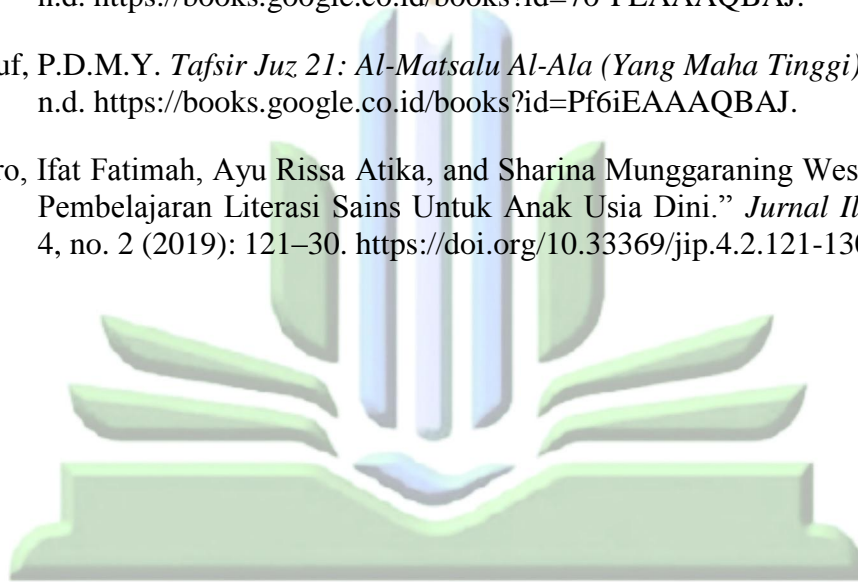 n.d. https://books.google.co.id/books?id=76-PEAAAQBAJ.
uf, P.D.M.Y. Tafsir Juz 21: Al-Matsalu Al-Ala (Yang Maha Tinggi)
n.d. https://books.google.co.id/books?id=Pf6iEAAAQBAJ.
ro, Ifat Fatimah, Ayu Rissa Atika, and Sharina Munggaraning Wes
Pembelajaran Literasi Sains Untuk Anak Usia Dini.” Jurnal Il
4, no. 2 (2019): 121–30. https://doi.org/10.33369/jip.4.2.121-130